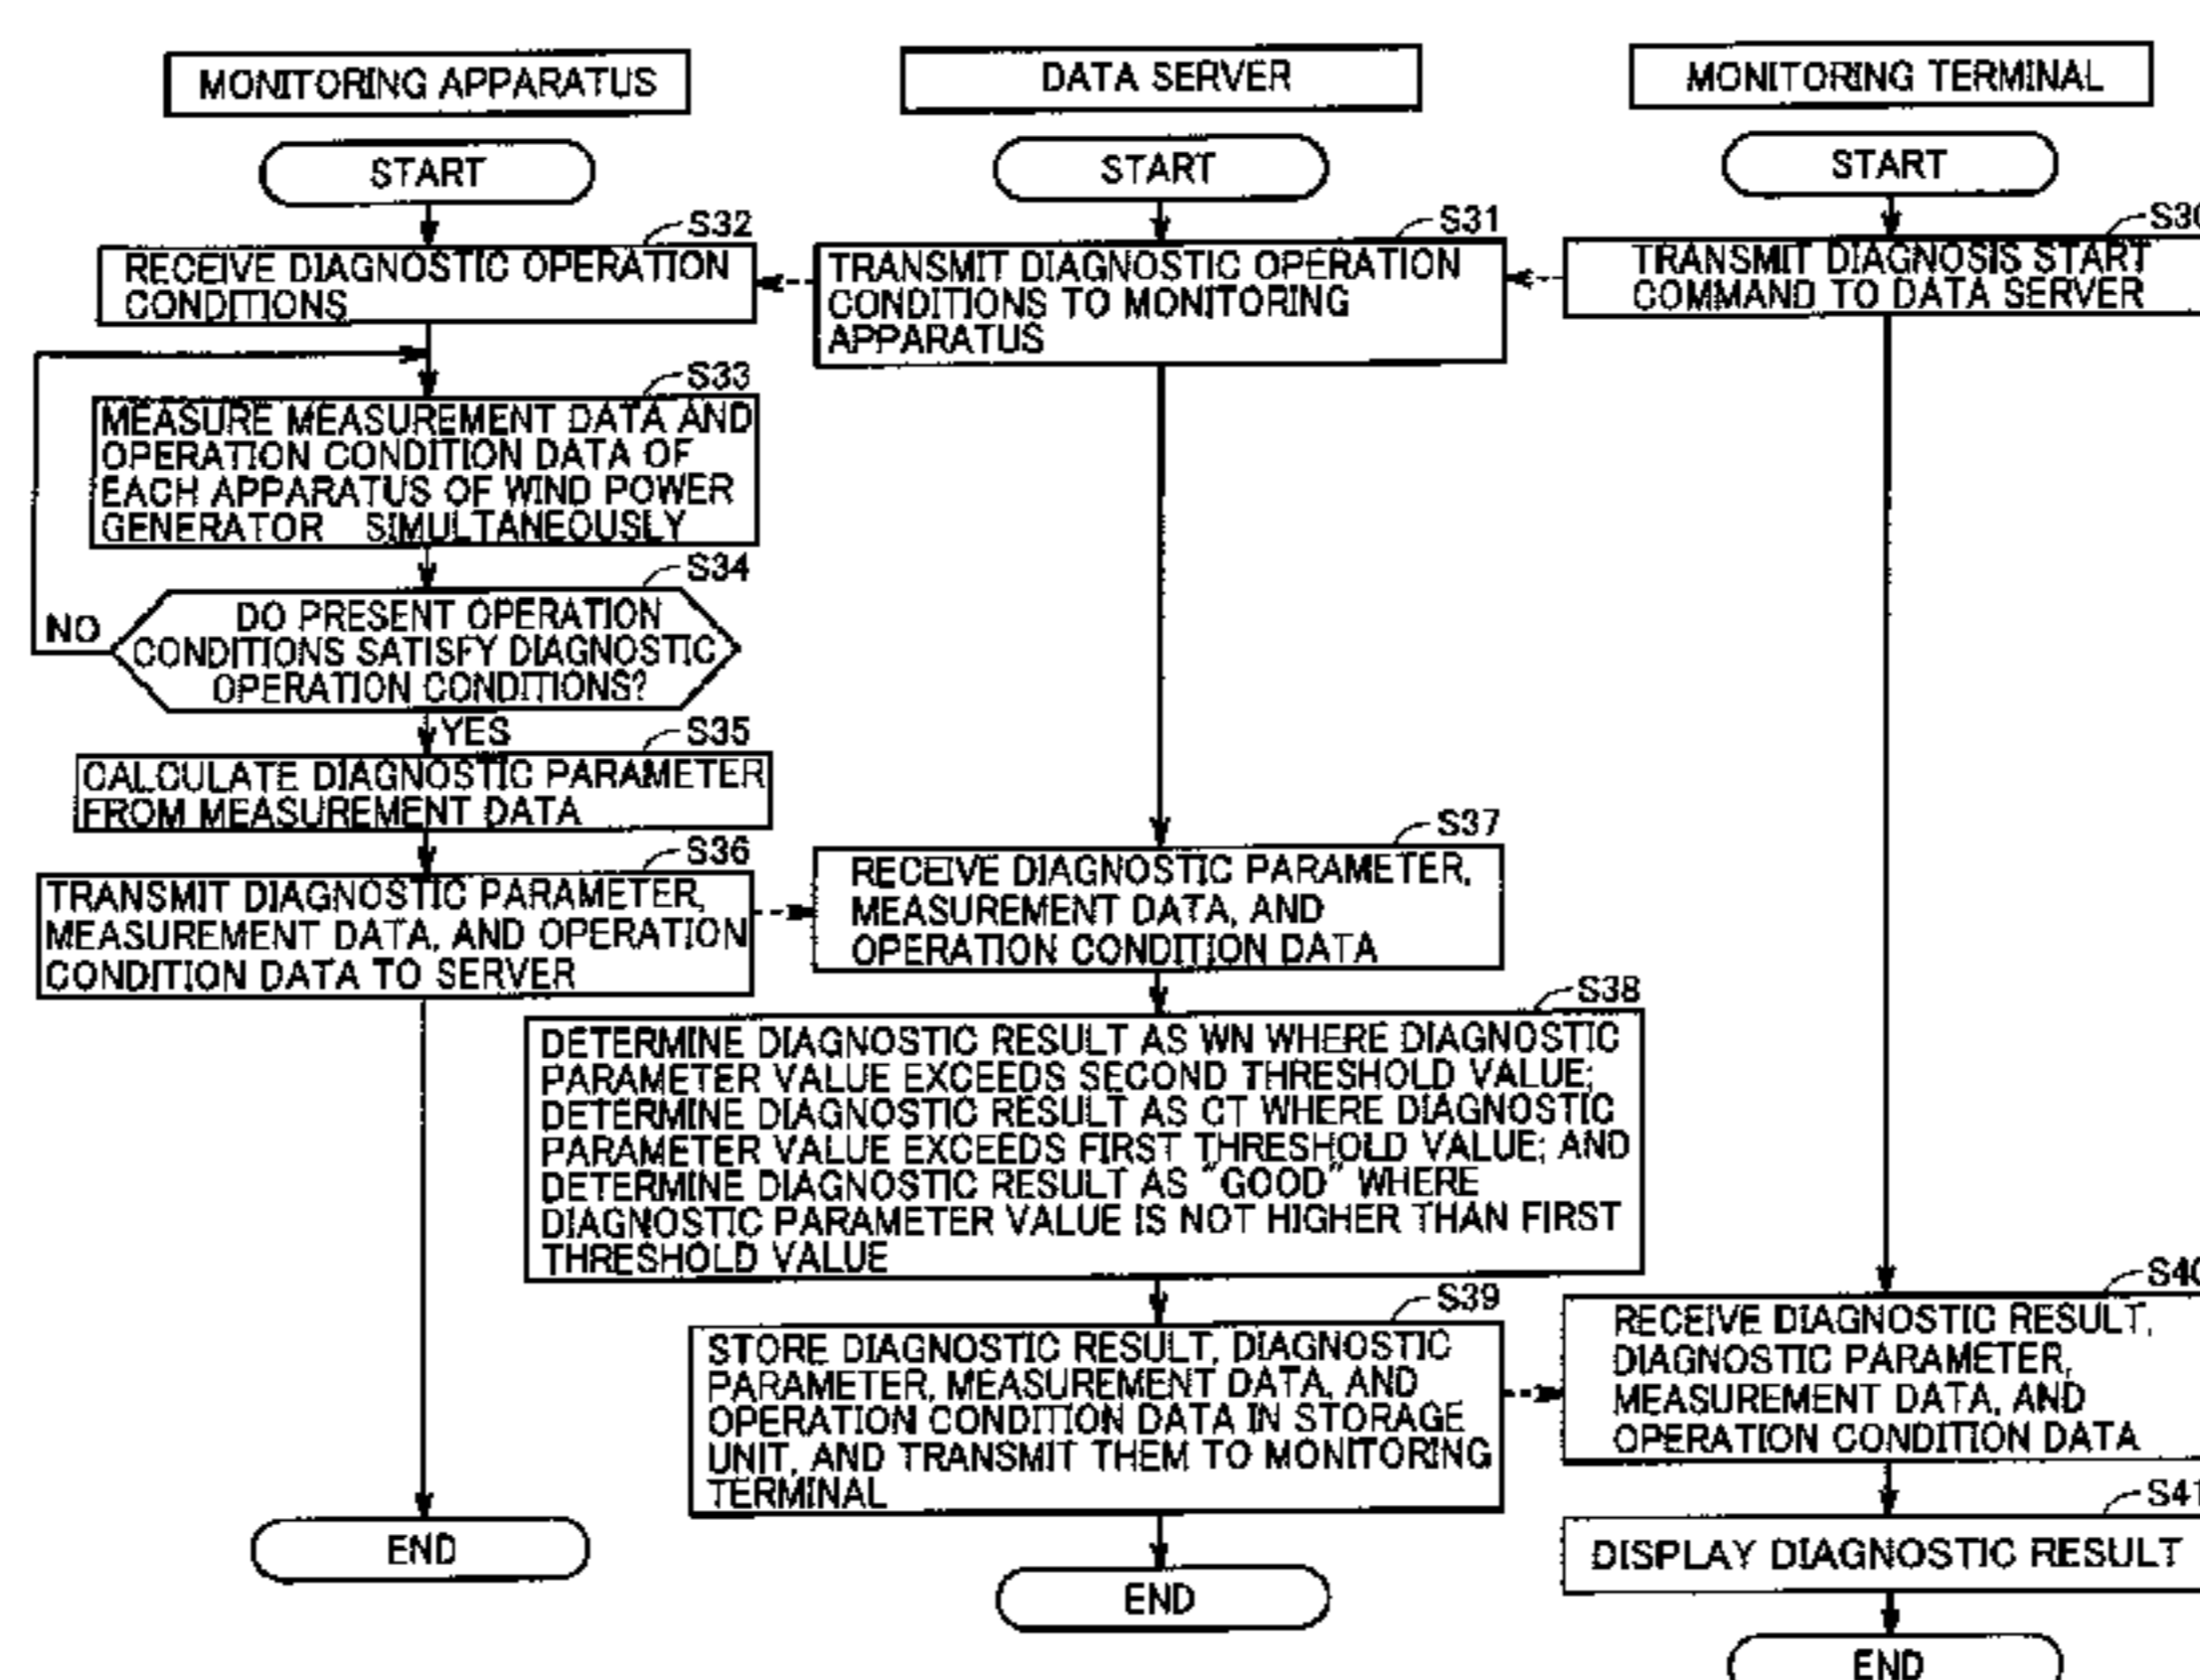 MONITORING APPARATUS
START
S32
RECEIVE DIAGNOSTIC OPERATION
CONDITIONS
S33
MEASURE MEASUREMENT DATA AND
OPERATION CONDITION DATA OF
EACH APPARATUS OF WIND POWER
GENERATOR SIMULTANEOUSLY
S34
NO
DO PRESENT OPERATION
CONDITIONS SATISFY DIAGNOSTIC
OPERATION CONDITIONS?
YES
S35
CALCULATE DIAGNOSTIC PARAMETER
FROM MEASUREMENT DATA
S36
TRANSMIT DIAGNOSTIC PARAMETER,
MEASUREMENT DATA, AND OPERATION
CONDITION DATA TO SERVER
END
DATA SERVER
START
S31
TRANSMIT DIAGNOSTIC OPERATION
CONDITIONS TO MONITORING
APPARATUS
S37
RECEIVE DIAGNOSTIC PARAMETER,
MEASUREMENT DATA, AND
OPERATION CONDITION DATA
S38
DETERMINE DIAGNOSTIC RESULT AS WN WHERE DIAGNOSTIC
PARAMETER VALUE EXCEEDS SECOND THRESHOLD VALUE;
DETERMINE DIAGNOSTIC RESULT AS CT WHERE DIAGNOSTIC
PARAMETER VALUE EXCEEDS FIRST THRESHOLD VALUE; AND
DETERMINE DIAGNOSTIC RESULT AS "GOOD" WHERE
DIAGNOSTIC PARAMETER VALUE IS NOT HIGHER THAN FIRST
THRESHOLD VALUE
S39
STORE DIAGNOSTIC RESULT, DIAGNOSTIC
PARAMETER, MEASUREMENT DATA, AND
OPERATION CONDITION DATA IN STORAGE
UNIT, AND TRANSMIT THEM TO MONITORING
TERMINAL
END
MONITORING TERMINAL
START
S30
TRANSMIT DIAGNOSIS START
COMMAND TO DATA SERVER
S40
RECEIVE DIAGNOSTIC RESULT,
DIAGNOSTIC PARAMETER,
MEASUREMENT DATA, AND
OPERATION CONDITION DATA
S41
DISPLAY DIAGNOSTIC RESULT
END